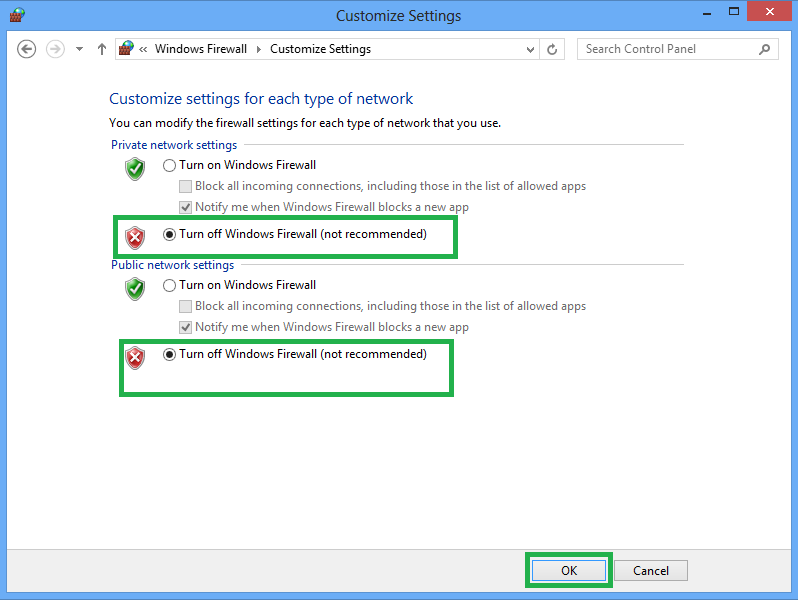 Customize Settings
« Windows Firewall Customize Settings
Search Control Panel
Customize settings for each type of network
You can modify the firewall settings for each type of network that you use.
Private network settings
Turn on Windows Firewall
Block all incoming connections, including those in the list of allowed apps
Notify me when Windows Firewall blocks a new app
Turn off Windows Firewall (not recommended)
Public network settings
Turn on Windows Firewall
Block all incoming connections, including those in the list of allowed apps
Notify me when Windows Firewall blocks a new app
Turn off Windows Firewall (not recommended)
OK Cancel